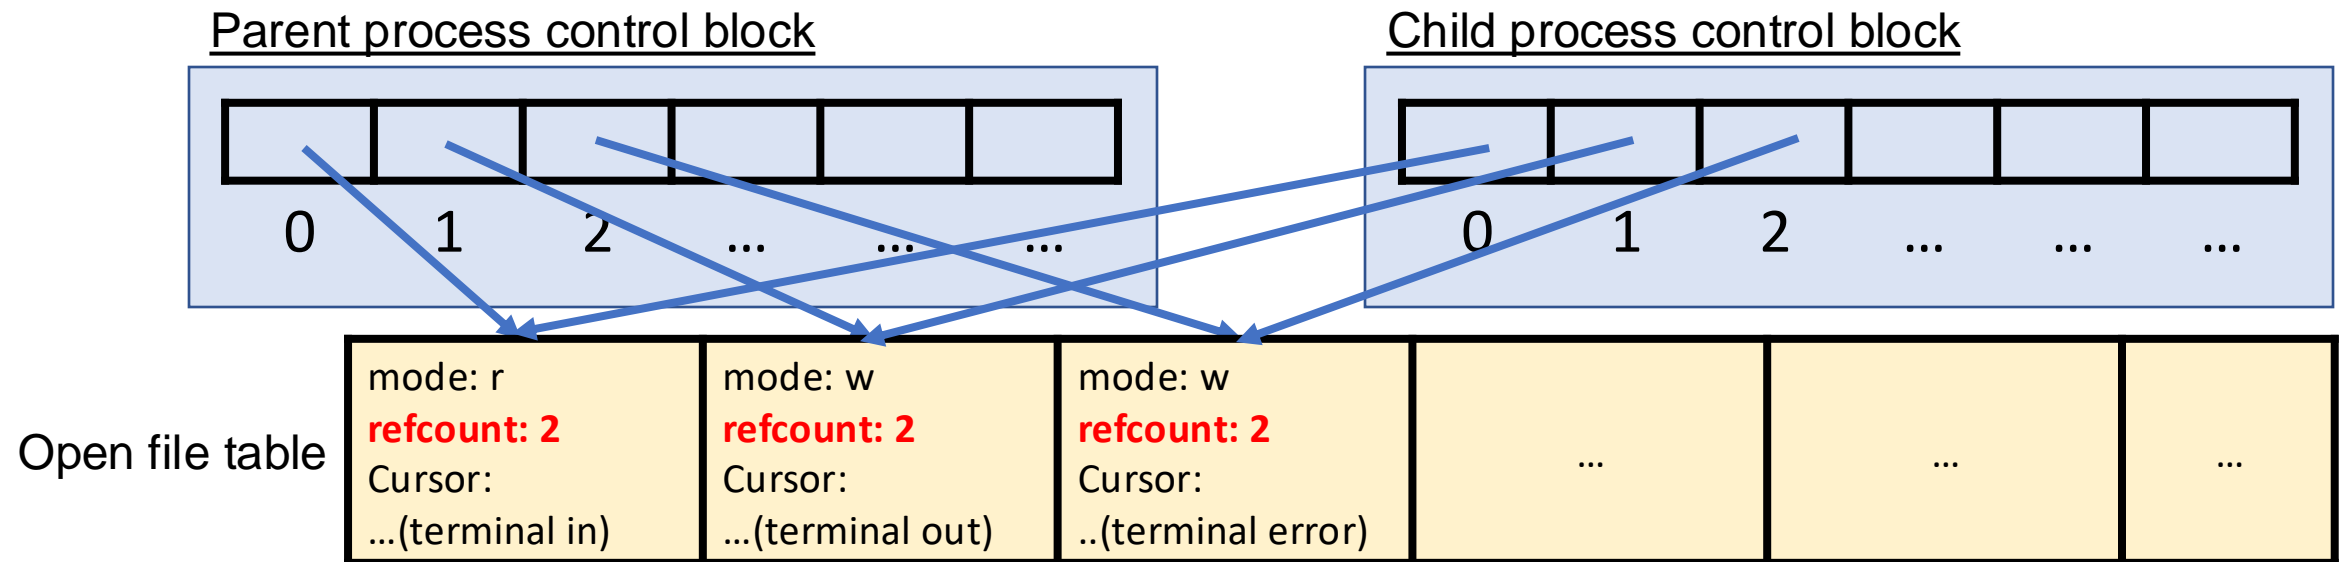 Parent process control block
Child process control block
0 1 2 ... ... ...
0 1 2 ... ... ...
Open file table
mode: r
refcount: 2
Cursor:
...(terminal in)
mode: w
refcount: 2
Cursor:
...(terminal out)
mode: w
refcount: 2
Cursor:
..(terminal error)
...
...
...